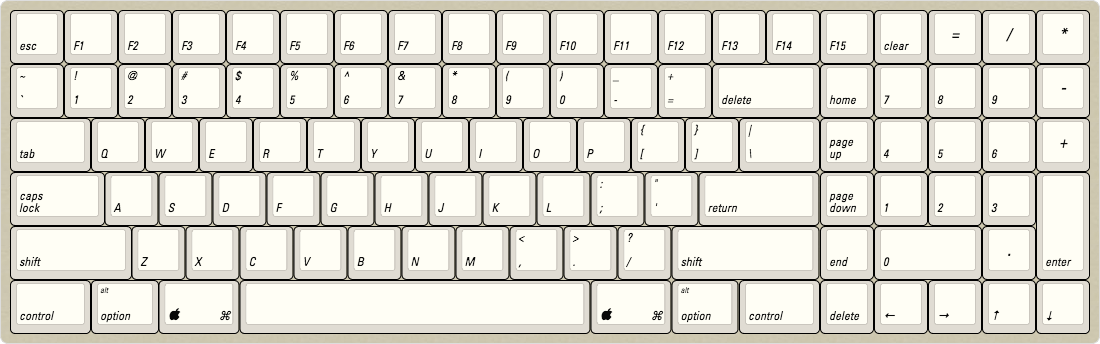 esc F1 F2 F3 F4 F5 F6 F7 F8 F9 F10 F11 F12 F13 F14 F15 clear = / *
~ ! @ # $ % ^ & * ( ) _ + -
` 1 2 3 4 5 6 7 8 9 0 - = delete home 7 8 9
{ } | +
tab Q W E R T Y U I O P [ ] \ page up 4 5 6
: "
caps lock A S D F G H J K L ; ' return page down 1 2 3
< > ?
shift Z X C V B N M , . / shift end 0 . enter
alt alt
control option ⌘ ⌘ option control delete ← → ↑ ↓